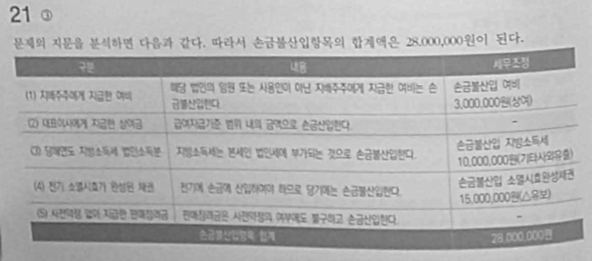 21 ③
문제의 지문을 분석하면 다음과 같다. 따라서 손금불산입항목의 합계액은 28,000,000원이 된다.
구분 내용 세무조정
(1) 지배주주에게 지급한 여비 해당 법인의 임원 또는 사용인이 아닌 지배주주에게 지급한 여비는 손 손금불산입 여비
금불산입한다. 3,000,000원(상여)
(2) 대표이사에게 지급한 상여금 급여지급기준 범위 내의 금액으로 손금산입한다. -
(3) 당해연도 지방소득세 법인소득분 지방소득세는 본세인 법인세에 부가되는 것으로 손금불산입한다. 손금불산입 지방소득세
10,000,000원(기타사외유출)
(4) 전기 소멸시효가 완성된 채권 전기에 손금에 산입하여야 하므로 당기에는 손금불산입한다. 손금불산입 소멸시효완성채권
15,000,000원(△유보)
(5) 사전약정 없이 지급한 판매장려금 판매장려금은 사전약정의 여부에도 불구하고 손금산입한다. -
손금불산입항목 합계 28,000,000원